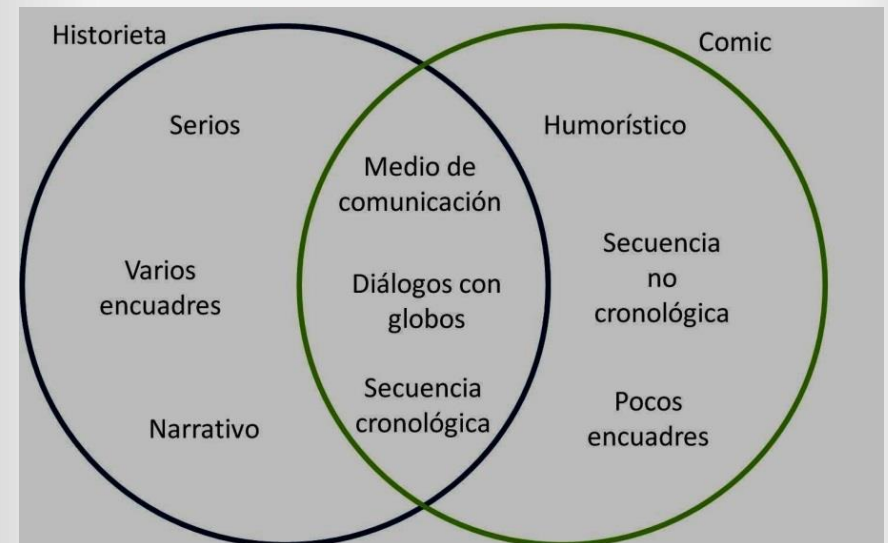 Historieta
Comic
Serios
Varios
encuadres
Narrativo
Medio de
comunicación
Diálogos con
globos
Secuencia
cronológica
Humorístico
Secuencia
no
cronológica
Pocos
encuadres